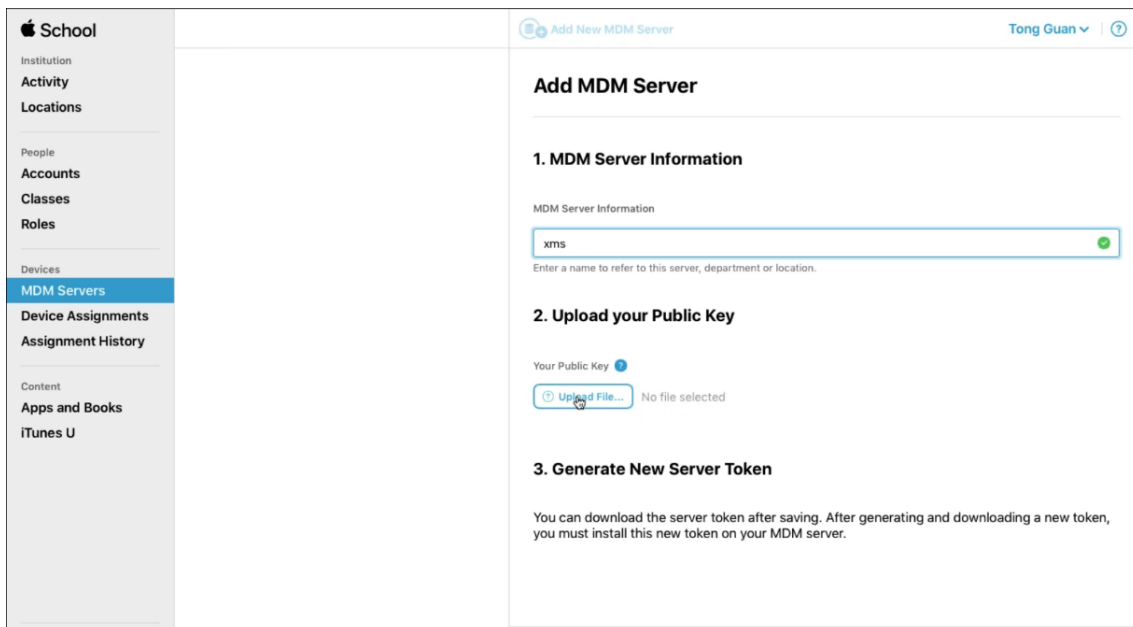 School
Institution
Activity
Locations
People
Accounts
Classes
Roles
Devices
MDM Servers
Device Assignments
Assignment History
Content
Apps and Books
iTunes U
Add New MDM Server
Tong Guan
?
Add MDM Server
1. MDM Server Information
MDM Server Information
xms
Enter a name to refer to this server, department or location.
2. Upload your Public Key
Your Public Key ?
Upload File... No file selected
3. Generate New Server Token
You can download the server token after saving. After generating and downloading a new token,
you must install this new token on your MDM server.